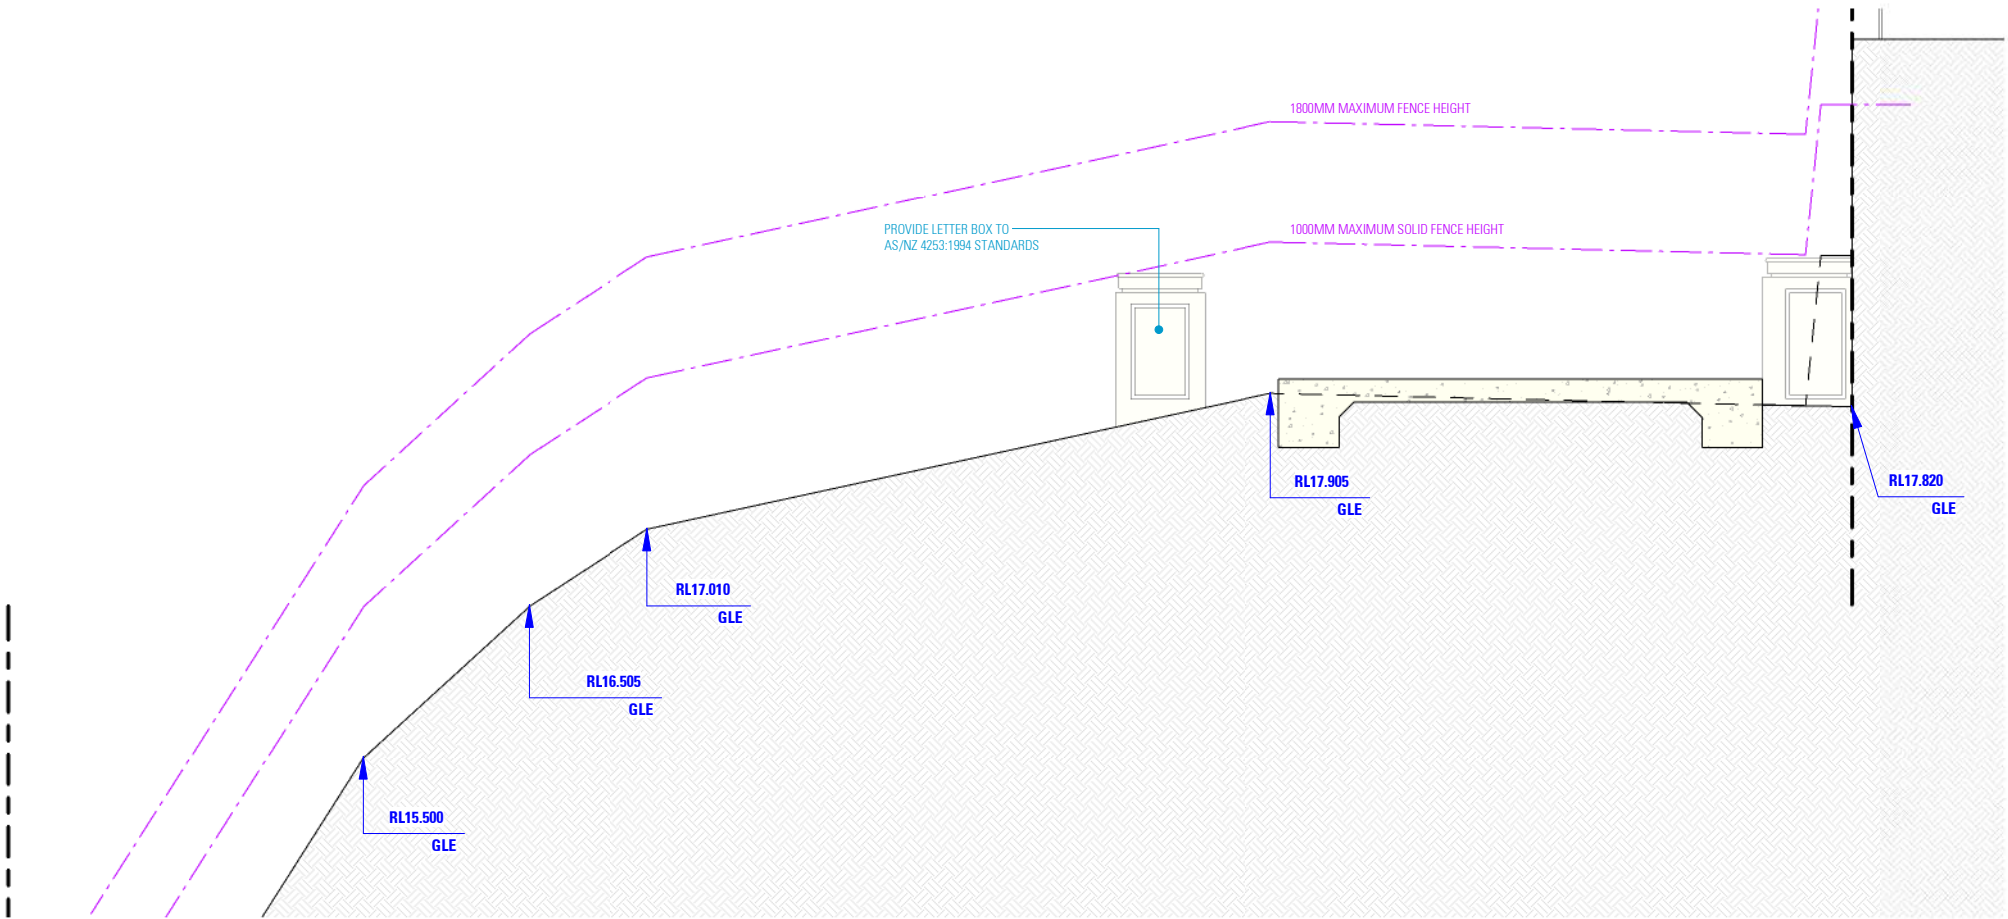 1800MM MAXIMUM FENCE HEIGHT
PROVIDE LETTER BOX TO
AS/NZ 4253:1994 STANDARDS
1000MM MAXIMUM SOLID FENCE HEIGHT
RL17.905
GLE
RL17.820
GLE
RL17.010
GLE
RL16.505
GLE
RL15.500
GLE